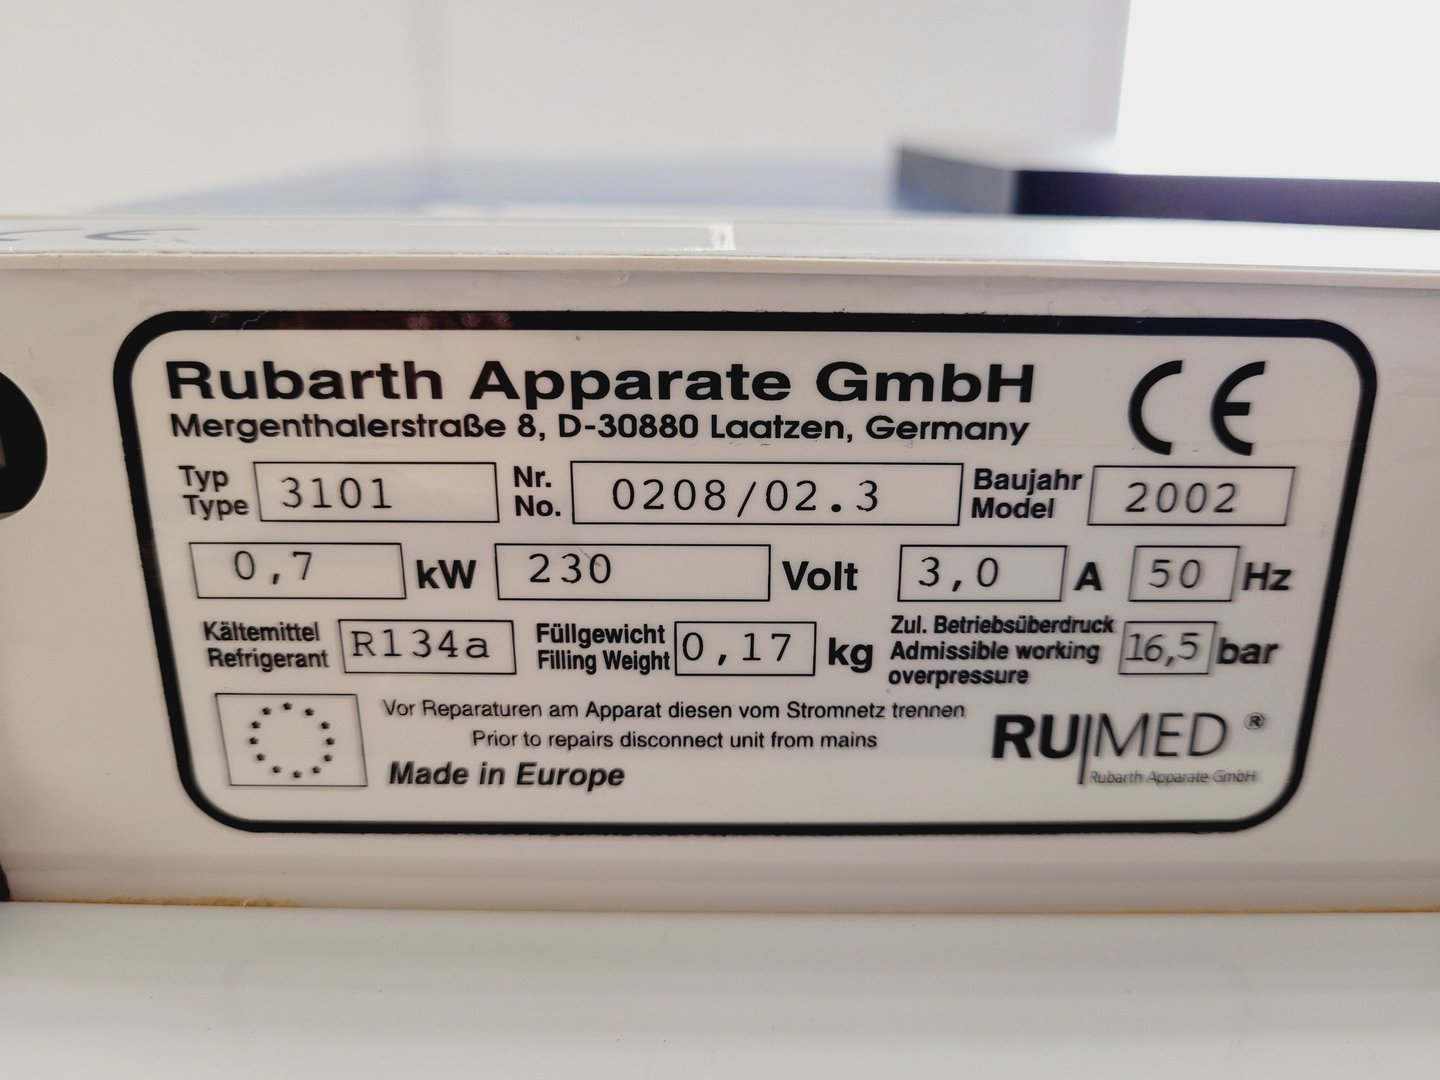 CE
Rubarth Apparate GmbH CE
Mergenthalerstraße 8, D-30880 Laatzen, Germany
Typ
Type 3101 Nr.
No. 0208/02.3 Baujahr
Model 2002
0,7 kW 230 Volt 3,0 A 50 Hz
Kältemittel
Refrigerant R134a Füllgewicht
Filling Weight 0,17 kg Zul. Betriebsüberdruck
Admissible working
overpressure 16,5 bar
Vor Reparaturen am Apparat diesen vom Stromnetz trennen
Prior to repairs disconnect unit from mains
Made in Europe
RU|MED ®
Rubarth Apparate GmbH